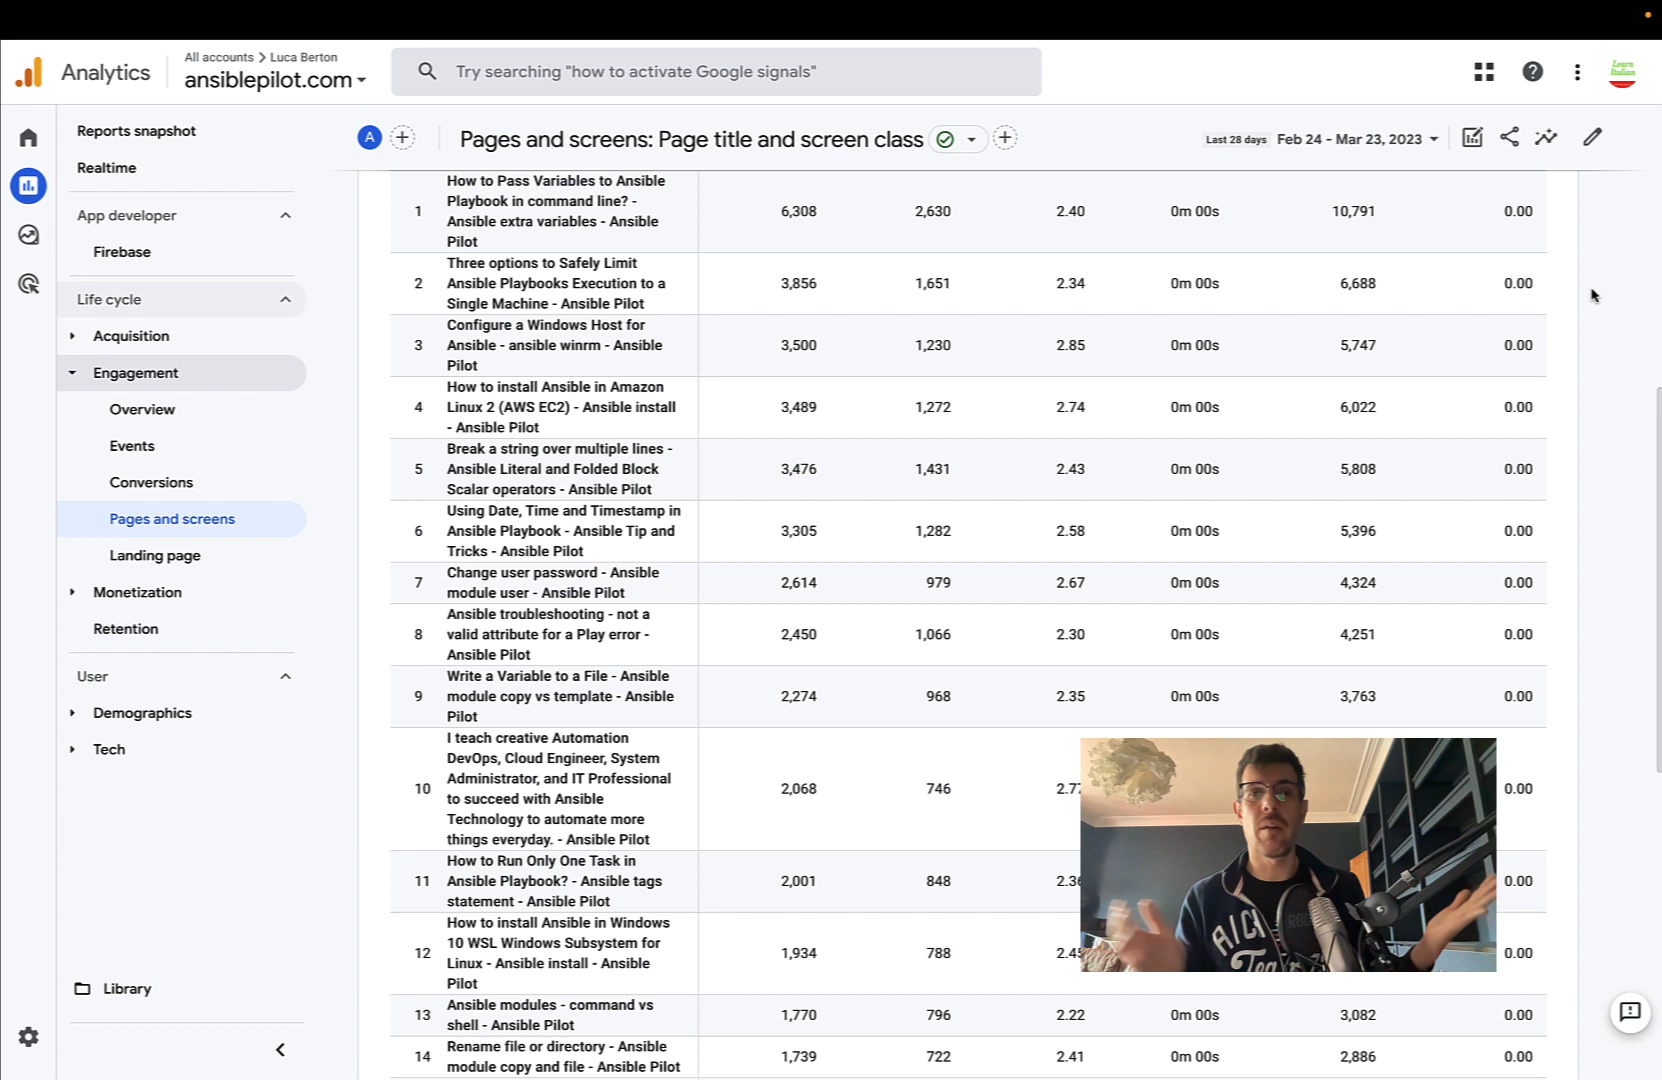 Analytics
All accounts > Luca Berton
ansiblepilot.com
Try searching "how to activate Google signals"
Learn
Italian
Reports snapshot
Realtime
App developer
Firebase
Life cycle
Acquisition
Engagement
Overview
Events
Conversions
Pages and screens
Landing page
Monetization
Retention
User
Demographics
Tech
Library
A
Pages and screens: Page title and screen class
Last 28 days Feb 24 - Mar 23, 2023
1
How to Pass Variables to Ansible
Playbook in command line? -
Ansible extra variables - Ansible
Pilot
6,308 2,630 2.40 0m 00s 10,791 0.00
2
Three options to Safely Limit
Ansible Playbooks Execution to a
Single Machine - Ansible Pilot
3,856 1,651 2.34 0m 00s 6,688 0.00
3
Configure a Windows Host for
Ansible - ansible winrm - Ansible
Pilot
3,500 1,230 2.85 0m 00s 5,747 0.00
4
How to install Ansible in Amazon
Linux 2 (AWS EC2) - Ansible install
- Ansible Pilot
3,489 1,272 2.74 0m 00s 6,022 0.00
5
Break a string over multiple lines -
Ansible Literal and Folded Block
Scalar operators - Ansible Pilot
3,476 1,431 2.43 0m 00s 5,808 0.00
6
Using Date, Time and Timestamp in
Ansible Playbook - Ansible Tip and
Tricks - Ansible Pilot
3,305 1,282 2.58 0m 00s 5,396 0.00
7
Change user password - Ansible
module user - Ansible Pilot
2,614 979 2.67 0m 00s 4,324 0.00
8
Ansible troubleshooting - not a
valid attribute for a Play error -
Ansible Pilot
2,450 1,066 2.30 0m 00s 4,251 0.00
9
Write a Variable to a File - Ansible
module copy vs template - Ansible
Pilot
2,274 968 2.35 0m 00s 3,763 0.00
10
I teach creative Automation
DevOps, Cloud Engineer, System
Administrator, and IT Professional
to succeed with Ansible
Technology to automate more
things everyday. - Ansible Pilot
2,068 746 2.77 0.00
11
How to Run Only One Task in
Ansible Playbook? - Ansible tags
statement - Ansible Pilot
2,001 848 2.36 0.00
12
How to install Ansible in Windows
10 WSL Windows Subsystem for
Linux - Ansible install - Ansible
Pilot
1,934 788 2.45 0.00
13
Ansible modules - command vs
shell - Ansible Pilot
1,770 796 2.22 0m 00s 3,082 0.00
14
Rename file or directory - Ansible
module copy and file - Ansible Pilot
1,739 722 2.41 0m 00s 2,886 0.00